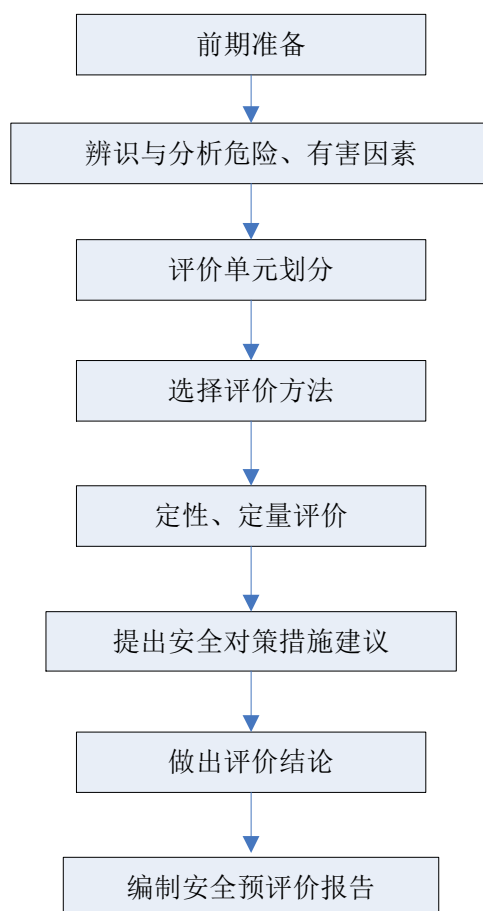 前期准备
辨识与分析危险、有害因素
评价单元划分
选择评价方法
定性、定量评价
提出安全对策措施建议
做出评价结论
编制安全预评价报告